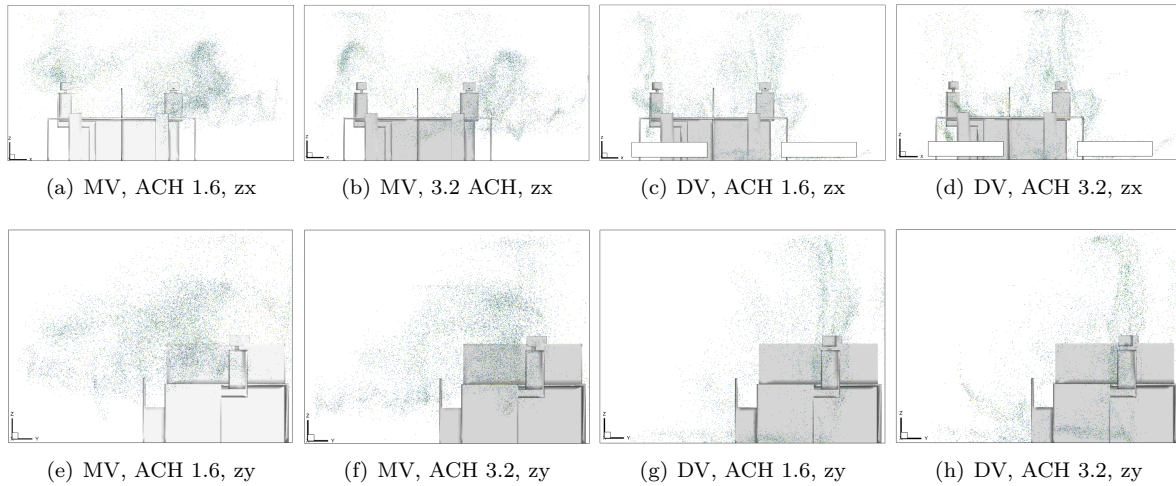 (a) MV, ACH 1.6, zx
(b) MV, 3.2 ACH, zx
(c) DV, ACH 1.6, zx
(d) DV, ACH 3.2, zx
(e) MV, ACH 1.6, zy
(f) MV, ACH 3.2, zy
(g) DV, ACH 1.6, zy
(h) DV, ACH 3.2, zy